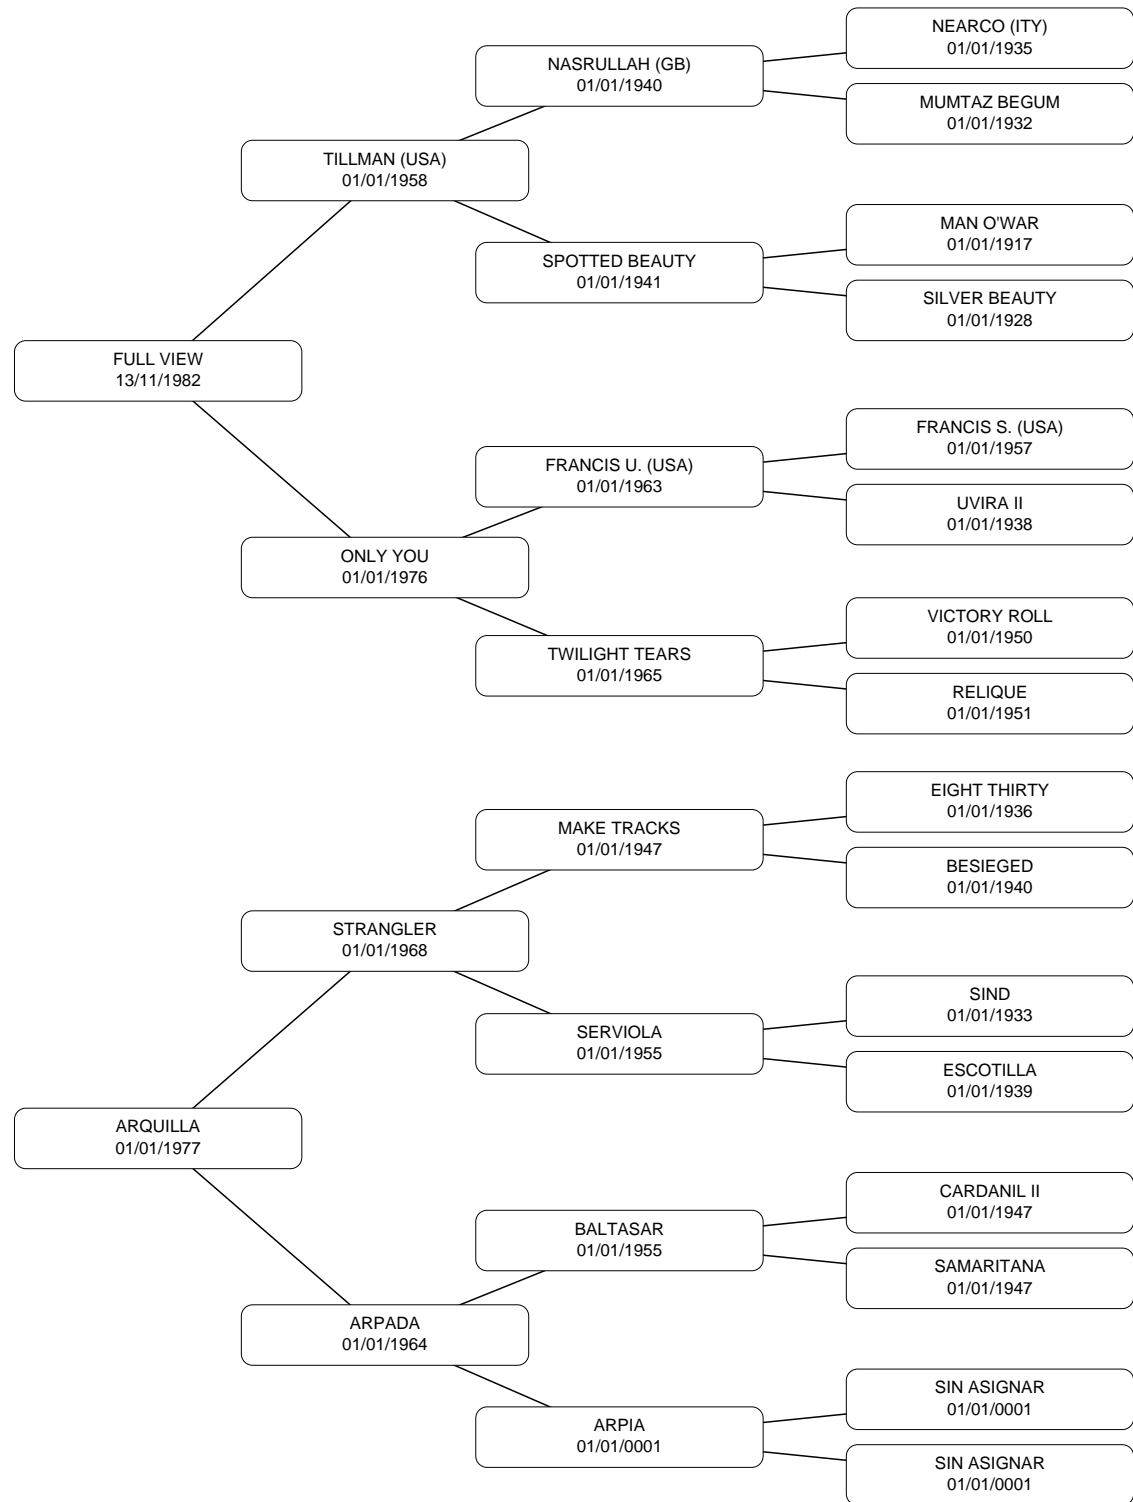 NEARCO (ITY)
01/01/1935
NASRULLAH (GB)
01/01/1940
MUMTAZ BEGUM
01/01/1932
TILLMAN (USA)
01/01/1958
MAN O'WAR
01/01/1917
SPOTTED BEAUTY
01/01/1941
SILVER BEAUTY
01/01/1928
FULL VIEW
13/11/1982
FRANCIS S. (USA)
01/01/1957
FRANCIS U. (USA)
01/01/1963
UVIRA II
01/01/1938
ONLY YOU
01/01/1976
VICTORY ROLL
01/01/1950
TWILIGHT TEARS
01/01/1965
RELIQUE
01/01/1951
EIGHT THIRTY
01/01/1936
MAKE TRACKS
01/01/1947
BESIEGED
01/01/1940
STRANGLER
01/01/1968
SIND
01/01/1933
SERVIOLA
01/01/1955
ESCOTILLA
01/01/1939
ARQUILLA
01/01/1977
CARDANIL II
01/01/1947
BALTASAR
01/01/1955
SAMARITANA
01/01/1947
ARPADA
01/01/1964
SIN ASIGNAR
01/01/0001
ARPIA
01/01/0001
SIN ASIGNAR
01/01/0001